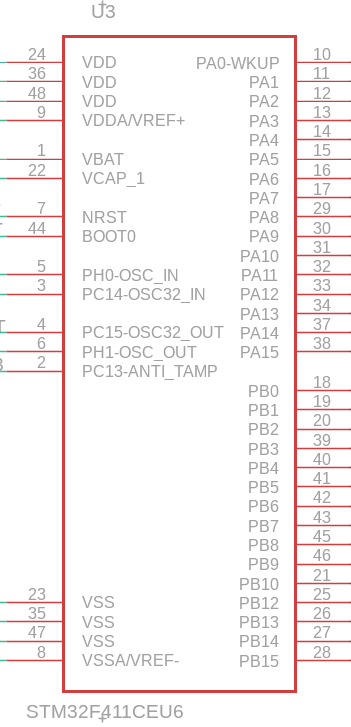 U3
24 VDD PA0-WKUP 10
36 VDD PA1 11
48 VDD PA2 12
9 VDDA/VREF+ PA3 13
PA4 14
1 VBAT PA5 15
22 VCAP_1 PA6 16
PA7 17
7 NRST PA8 29
44 BOOT0 PA9 30
PA10 31
5 PH0-OSC_IN PA11 32
3 PC14-OSC32_IN PA12 33
PA13 34
4 PC15-OSC32_OUT PA14 37
6 PH1-OSC_OUT PA15 38
2 PC13-ANTI_TAMP
PB0 18
PB1 19
PB2 20
PB3 39
PB4 40
PB5 41
PB6 42
PB7 43
PB8 45
PB9 46
PB10 21
23 VSS PB12 25
35 VSS PB13 26
47 VSS PB14 27
8 VSSA/VREF- PB15 28
STM32F411CEU6